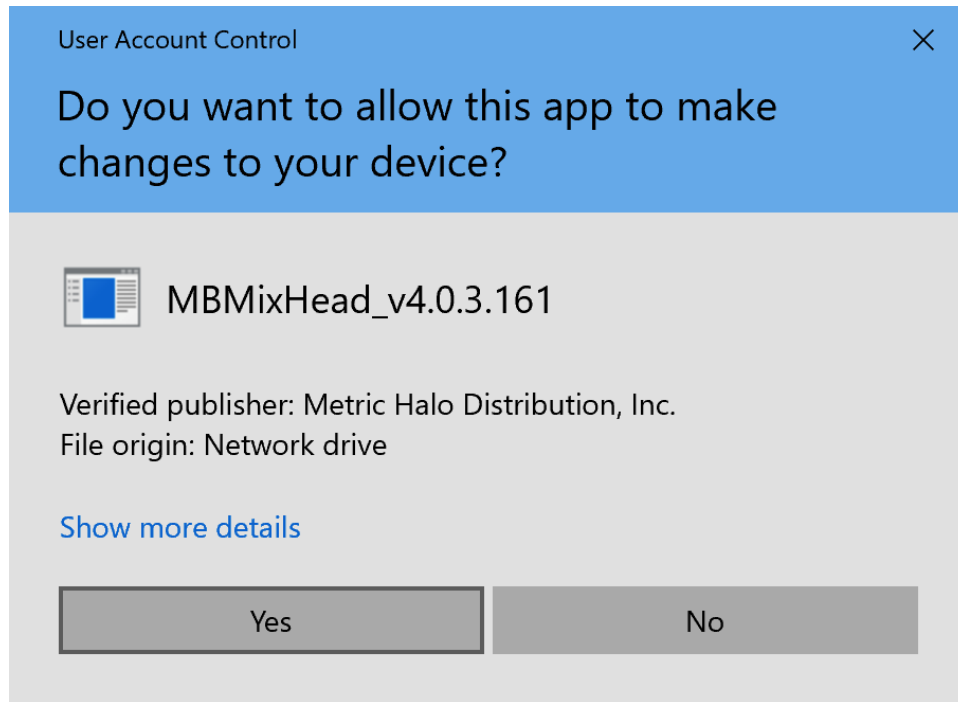 User Account Control
Do you want to allow this app to make
changes to your device?
MBMixHead_v4.0.3.161
Verified publisher: Metric Halo Distribution, Inc.
File origin: Network drive
Show more details
Yes
No